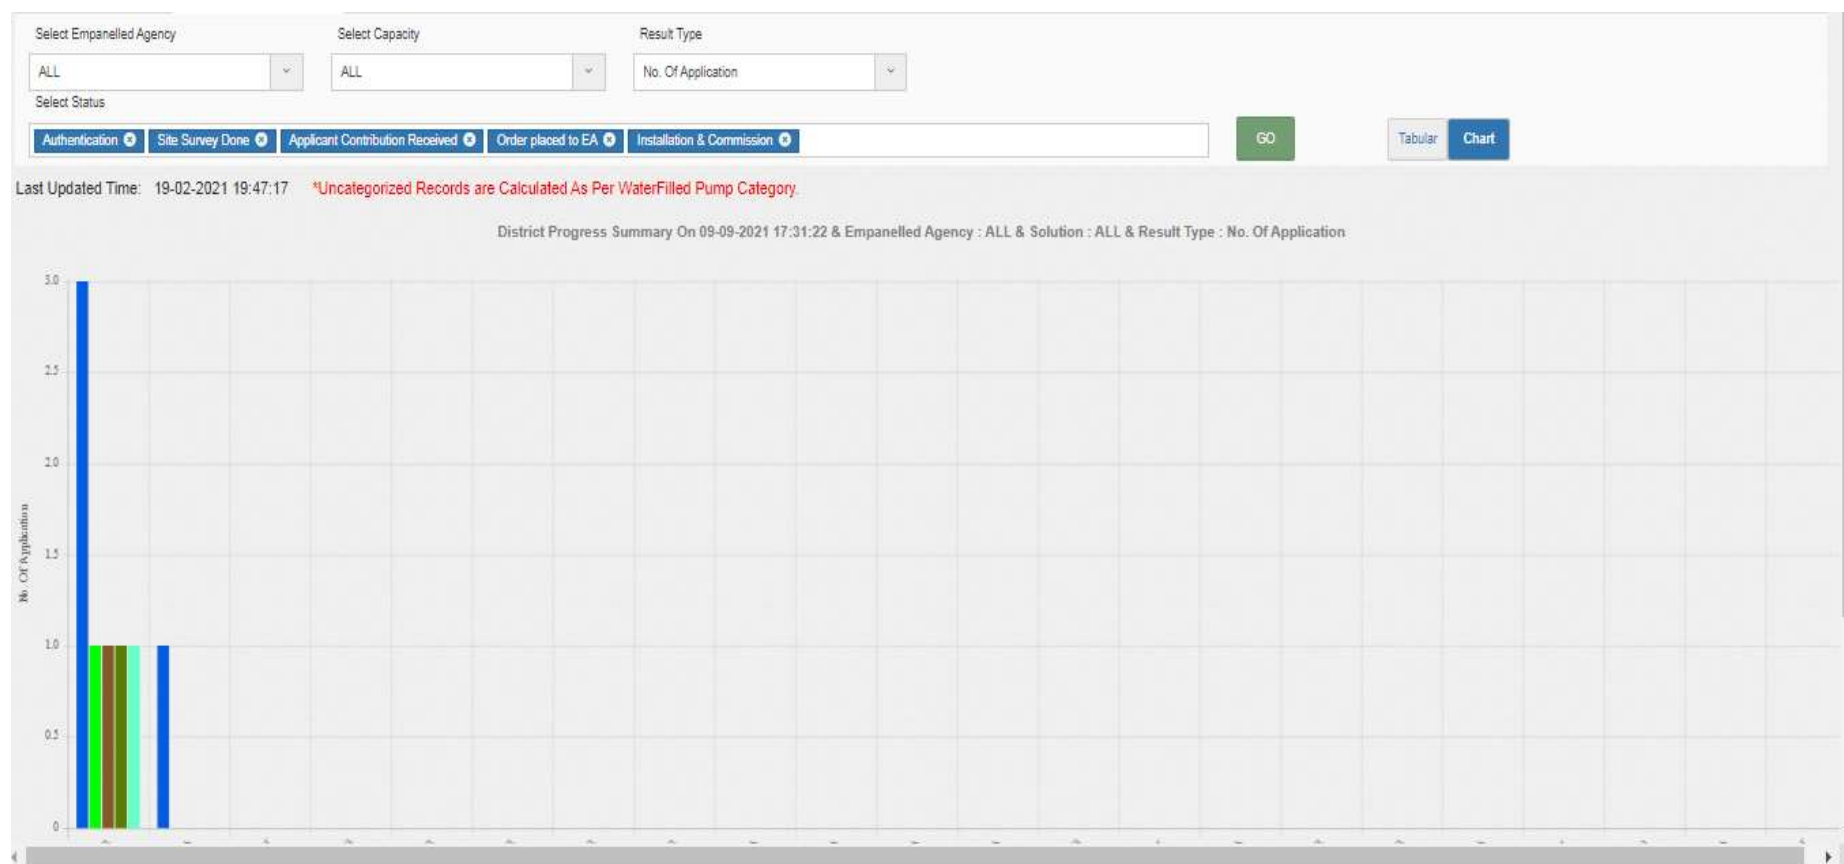 Select Empanelled Agency Select Capacity Result Type
ALL ALL No. Of Application
Select Status
Authentication Site Survey Done Applicant Contribution Received Order placed to EA Installation & Commission GO Tabular Chart
Last Updated Time: 19-02-2021 19:47:17 *Uncategorized Records are Calculated As Per WaterFilled Pump Category.
District Progress Summary On 09-09-2021 17:31:22 & Empanelled Agency : ALL & Solution : ALL & Result Type : No. Of Application
3.0
2.5
2.0
No. Of Application
1.5
1.0
0.5
0